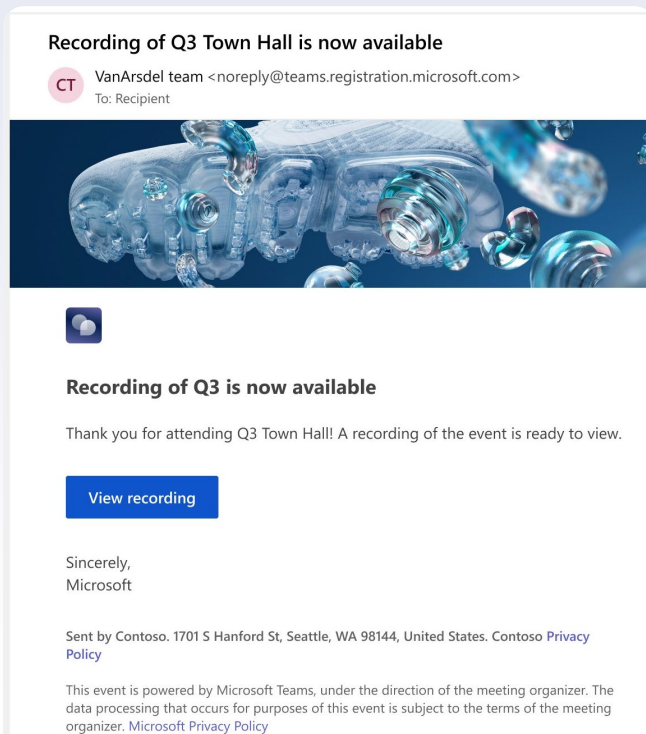 Recording of Q3 Town Hall is now available
CT
VanArsdel team <noreply@teams.registration.microsoft.com>
To: Recipient
Recording of Q3 is now available
Thank you for attending Q3 Town Hall! A recording of the event is ready to view.
View recording
Sincerely,
Microsoft
Sent by Contoso. 1701 S Hanford St, Seattle, WA 98144, United States. Contoso Privacy
Policy
This event is powered by Microsoft Teams, under the direction of the meeting organizer. The
data processing that occurs for purposes of this event is subject to the terms of the meeting
organizer. Microsoft Privacy Policy